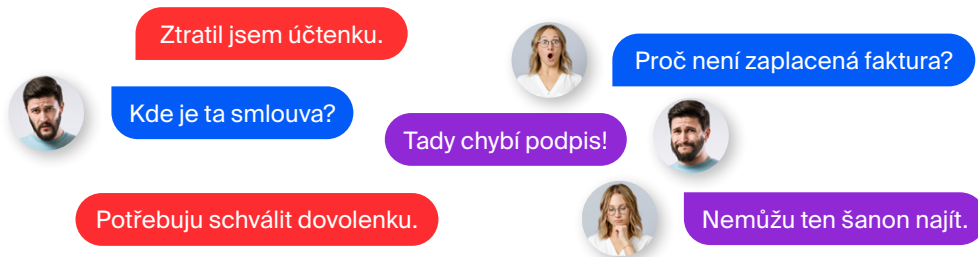 Ztratil jsem účtenku.
Proč není zaplacená faktura?
Kde je ta smlouva?
Tady chybí podpis!
Potřebuju schválit dovolenku.
Nemůžu ten šanon najít.